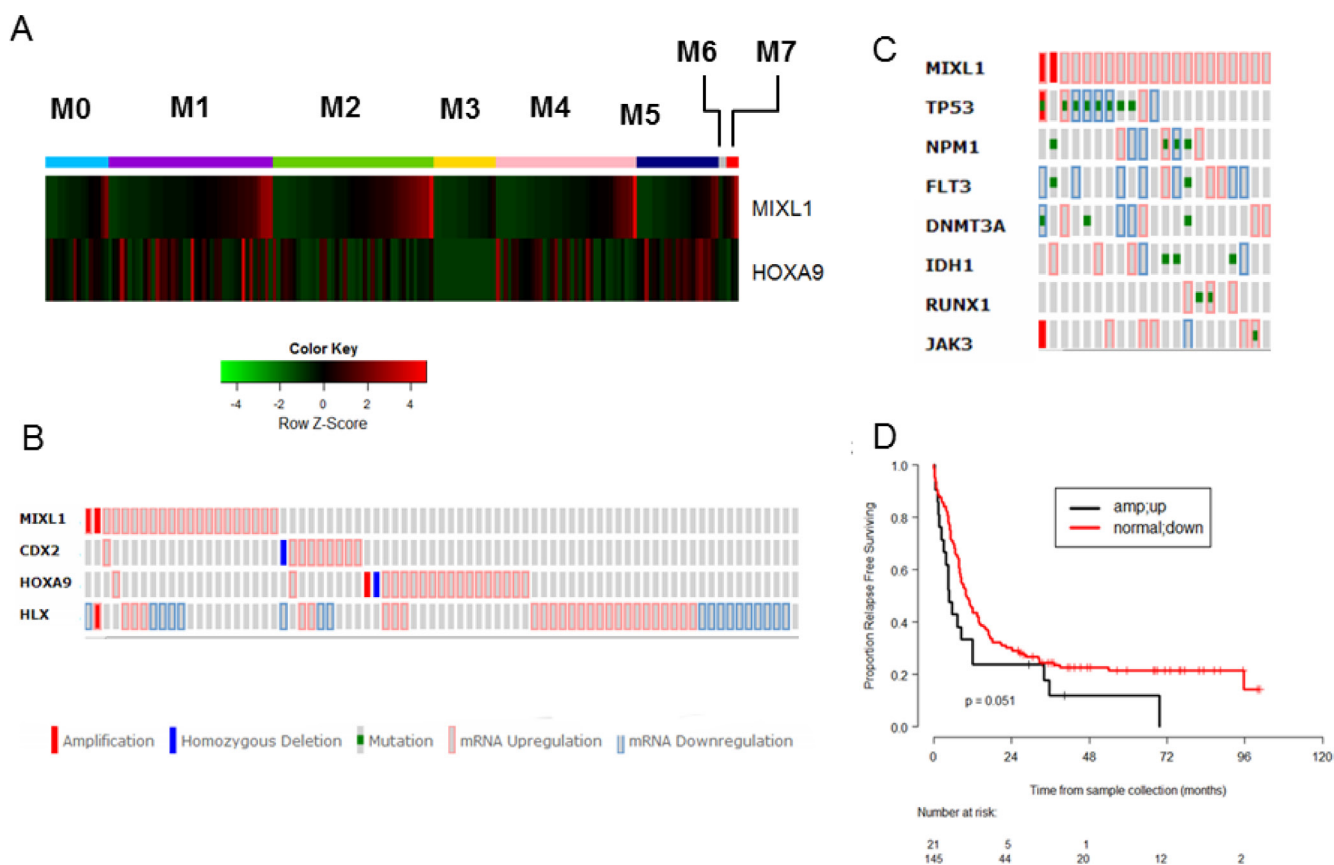 A
M6 M7
M0 M1 M2 M3 M4 M5
MIXL1
HOXA9
Color Key
-4 -2 0 2 4
Row Z-Score
B
MIXL1
CDX2
HOXA9
HLX
Amplification Homozygous Deletion Mutation mRNA Upregulation mRNA Downregulation
C
MIXL1
TP53
NPM1
FLT3
DNMT3A
IDH1
RUNX1
JAK3
D
Proportion Relapse Free Surviving
1.0
0.8
0.6
0.4
0.2
0.0
amp;up
normal;down
p = 0.051
0 24 48 72 96 120
Time from sample collection (months)
Number at risk:
21 5 1
145 44 20 12 2